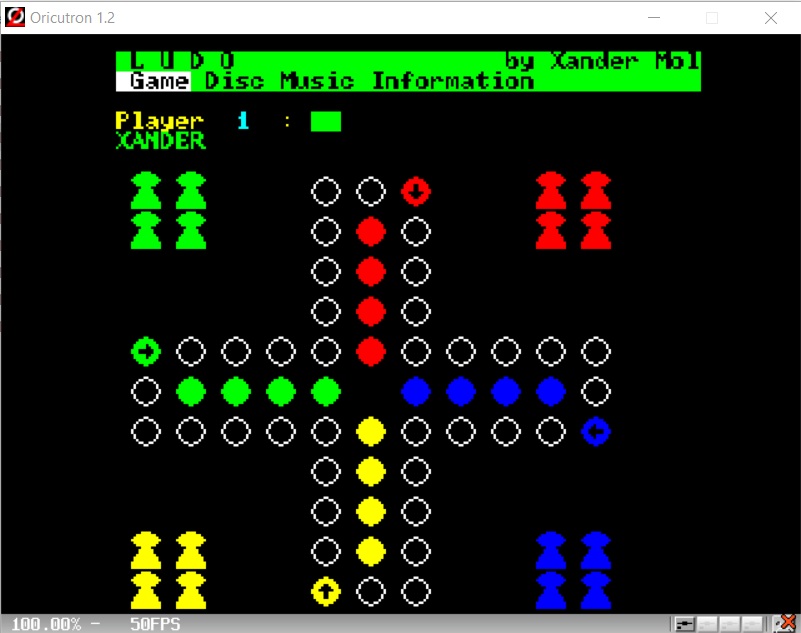 Oricutron 1.2
L U D O by Xander Mol
Game Disc Music Information
Player 1 :
XANDER
100.00% - 50FPS